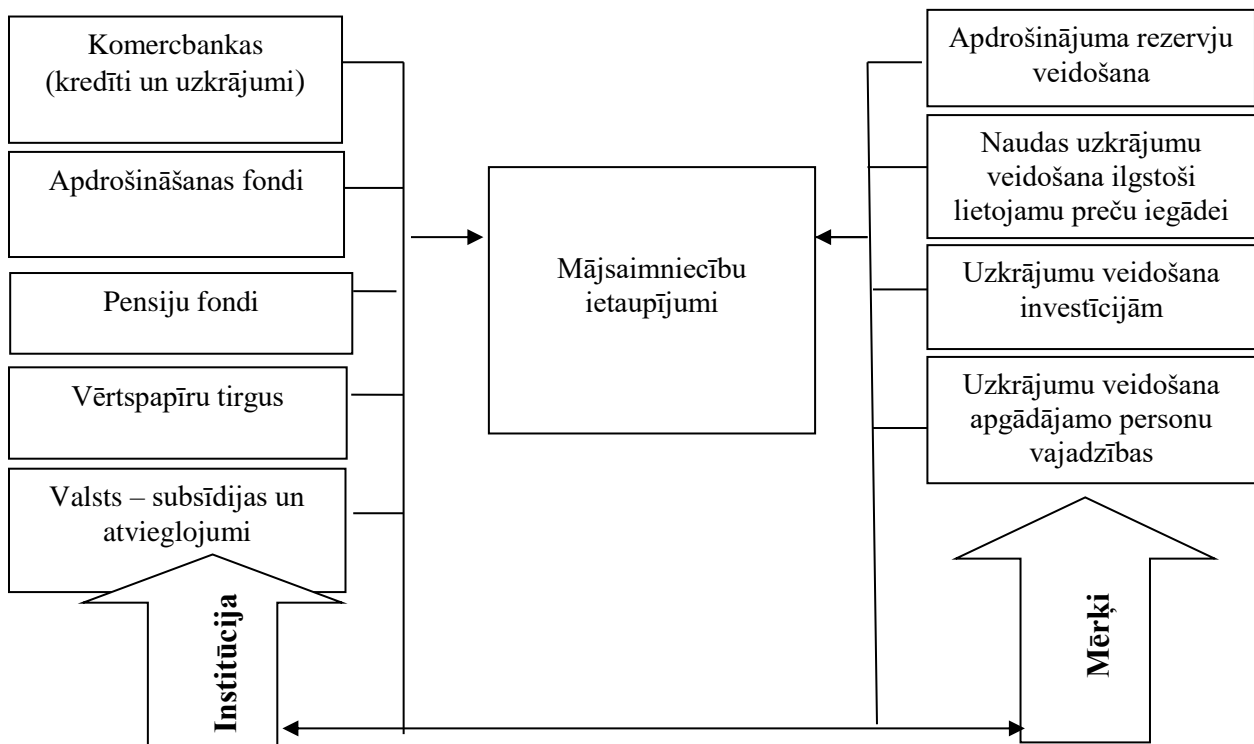 Komercbankas
(kredīti un uzkrājumi)
Apdrošināšanas fondi
Pensiju fondi
Vērtspapīru tirgus
Valsts – subsīdijas un
atvieglojumi
Institūcija
Mājsaimniecību
ietaupījumi
Apdrošinājuma rezervju
veidošana
Naudas uzkrājumu
veidošana ilgstoši
lietojamu preču iegādei
Uzkrājumu veidošana
investīcijām
Uzkrājumu veidošana
apgādājamo personu
vajadzības
Mērķi